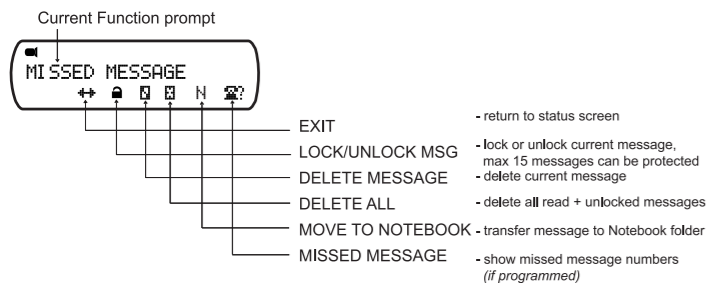 Current Function prompt
MISSED MESSAGE
N ?
EXIT - return to status screen
LOCK/UNLOCK MSG - lock or unlock current message,
max 15 messages can be protected
DELETE MESSAGE - delete current message
DELETE ALL - delete all read + unlocked messages
MOVE TO NOTEBOOK - transfer message to Notebook folder
MISSED MESSAGE - show missed message numbers
(if programmed)